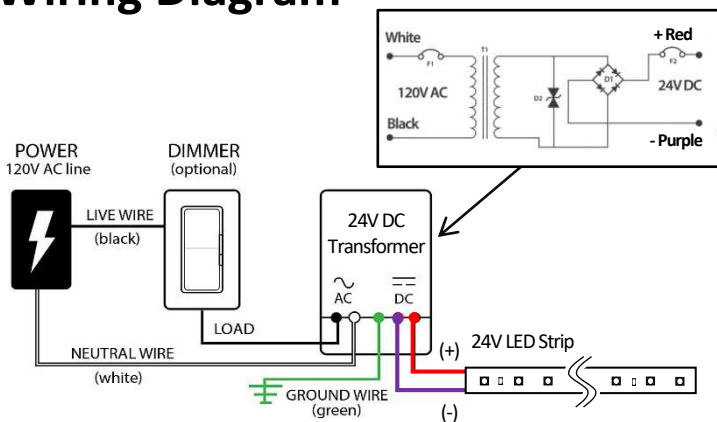 Wiring Diagram
White
+ Red
F1
T1
F2
120V AC
D1
24V DC
D2
Black
- Purple
POWER
120V AC line
DIMMER
(optional)
LIVE WIRE
(black)
24V DC
Transformer
AC
DC
LOAD
NEUTRAL WIRE
(white)
(+)
24V LED Strip
GROUND WIRE
(green)
(-)